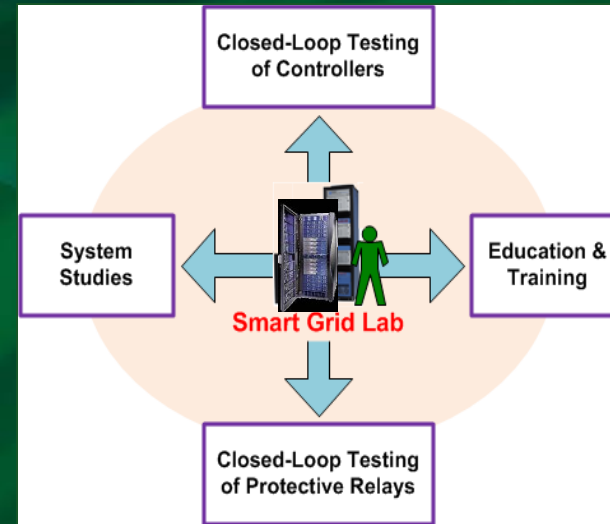 Closed-Loop Testing
of Controllers
System
Studies
Education &
Training
Smart Grid Lab
Closed-Loop Testing
of Protective Relays